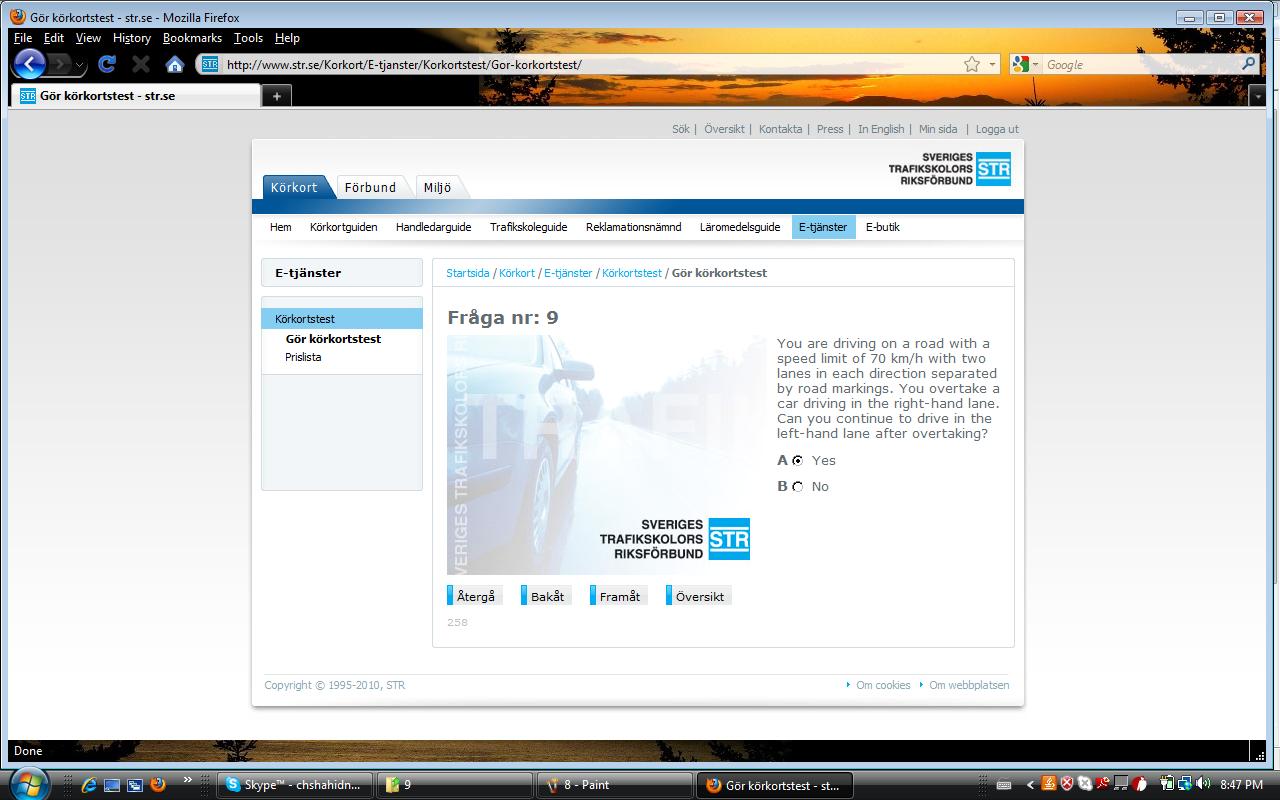 Gör körkortstest - str.se - Mozilla Firefox
File Edit View History Bookmarks Tools Help
http://www.str.se/Korkort/E-tjanster/Korkortstest/Gor-korkortstest/
Google
Gör körkortstest - str.se
Sök | Översikt | Kontakta | Press | In English | Min sida | Logga ut
SVERIGES
TRAFIKSKOLORS
RIKSFÖRBUND
STR
Körkort Förbund Miljö
Hem Körkortguiden Handledarguide Trafikskoleguide Reklamationsnämnd Läromedelsguide E-tjänster E-butik
E-tjänster
Körkortstest
Gör körkortstest
Prislista
Startsida / Körkort / E-tjänster / Körkortstest / Gör körkortstest
Fråga nr: 9
TRAFI
SVERIGES
TRAFIKSKOLORS
RIKSFÖRBUND
STR
You are driving on a road with a
speed limit of 70 km/h with two
lanes in each direction separated
by road markings. You overtake a
car driving in the right-hand lane.
Can you continue to drive in the
left-hand lane after overtaking?
A Yes
B No
Återgå Bakåt Framåt Översikt
258
Copyright © 1995-2010, STR
Om cookies Om webbplatsen
Done
Skype™ - chshahidn... 9 8 - Paint Gör körkortstest - st... 8:47 PM